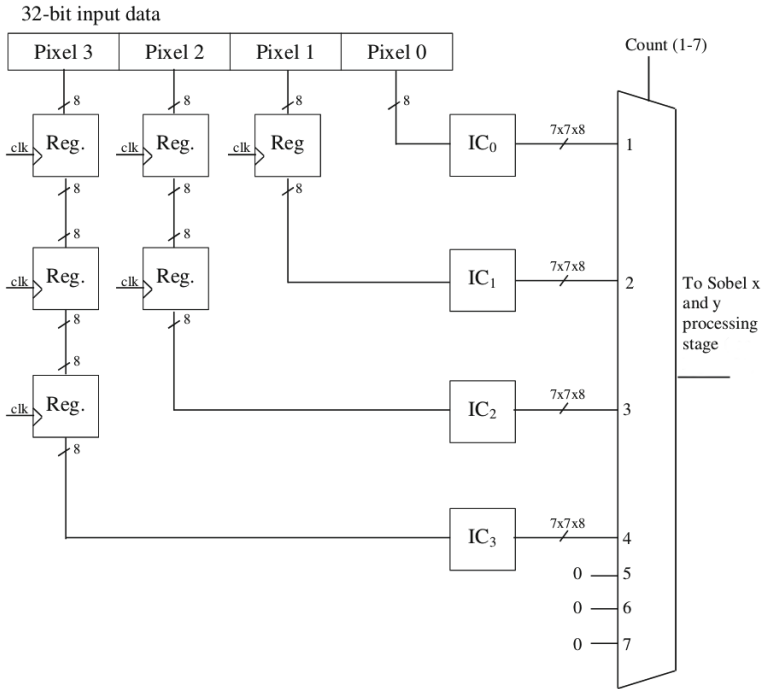 32-bit input data
Pixel 3 Pixel 2 Pixel 1 Pixel 0
Count (1-7)
8 8 8 8
clk Reg. clk Reg. clk Reg IC0 7x7x8 1
8 8 8
8 8
clk Reg. clk Reg. IC1 7x7x8 2
8 8
8
clk Reg. IC2 7x7x8 3
8
IC3 7x7x8 4
0 5
0 6
0 7
To Sobel x
and y
processing
stage